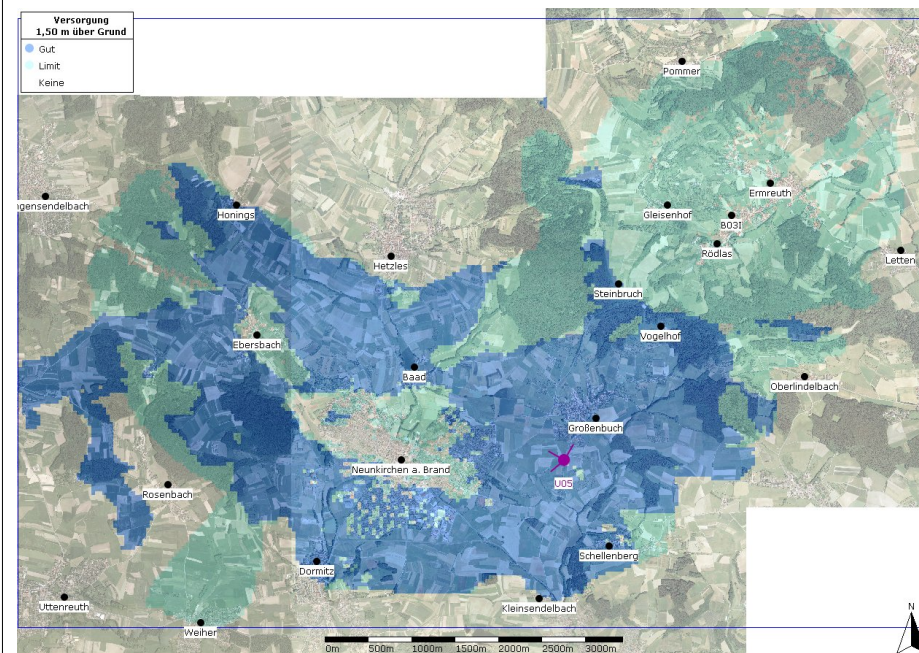 Versorgung
1,50 m über Grund
Gut
Limit
Keine
Pommer
ngensendelbach
Honings
Ermreuth
Gleisenhof
B03I
Rödlas
Letten
Hetzles
Steinbruch
Vogelhof
Ebersbach
Baad
Oberlindelbach
Großenbuch
Neunkirchen a. Brand
U05
Rosenbach
Schellenberg
Dormitz
Uttenreuth
Kleinsendelbach
Weiher
N
0m 500m 1000m 1500m 2000m 2500m 3000m